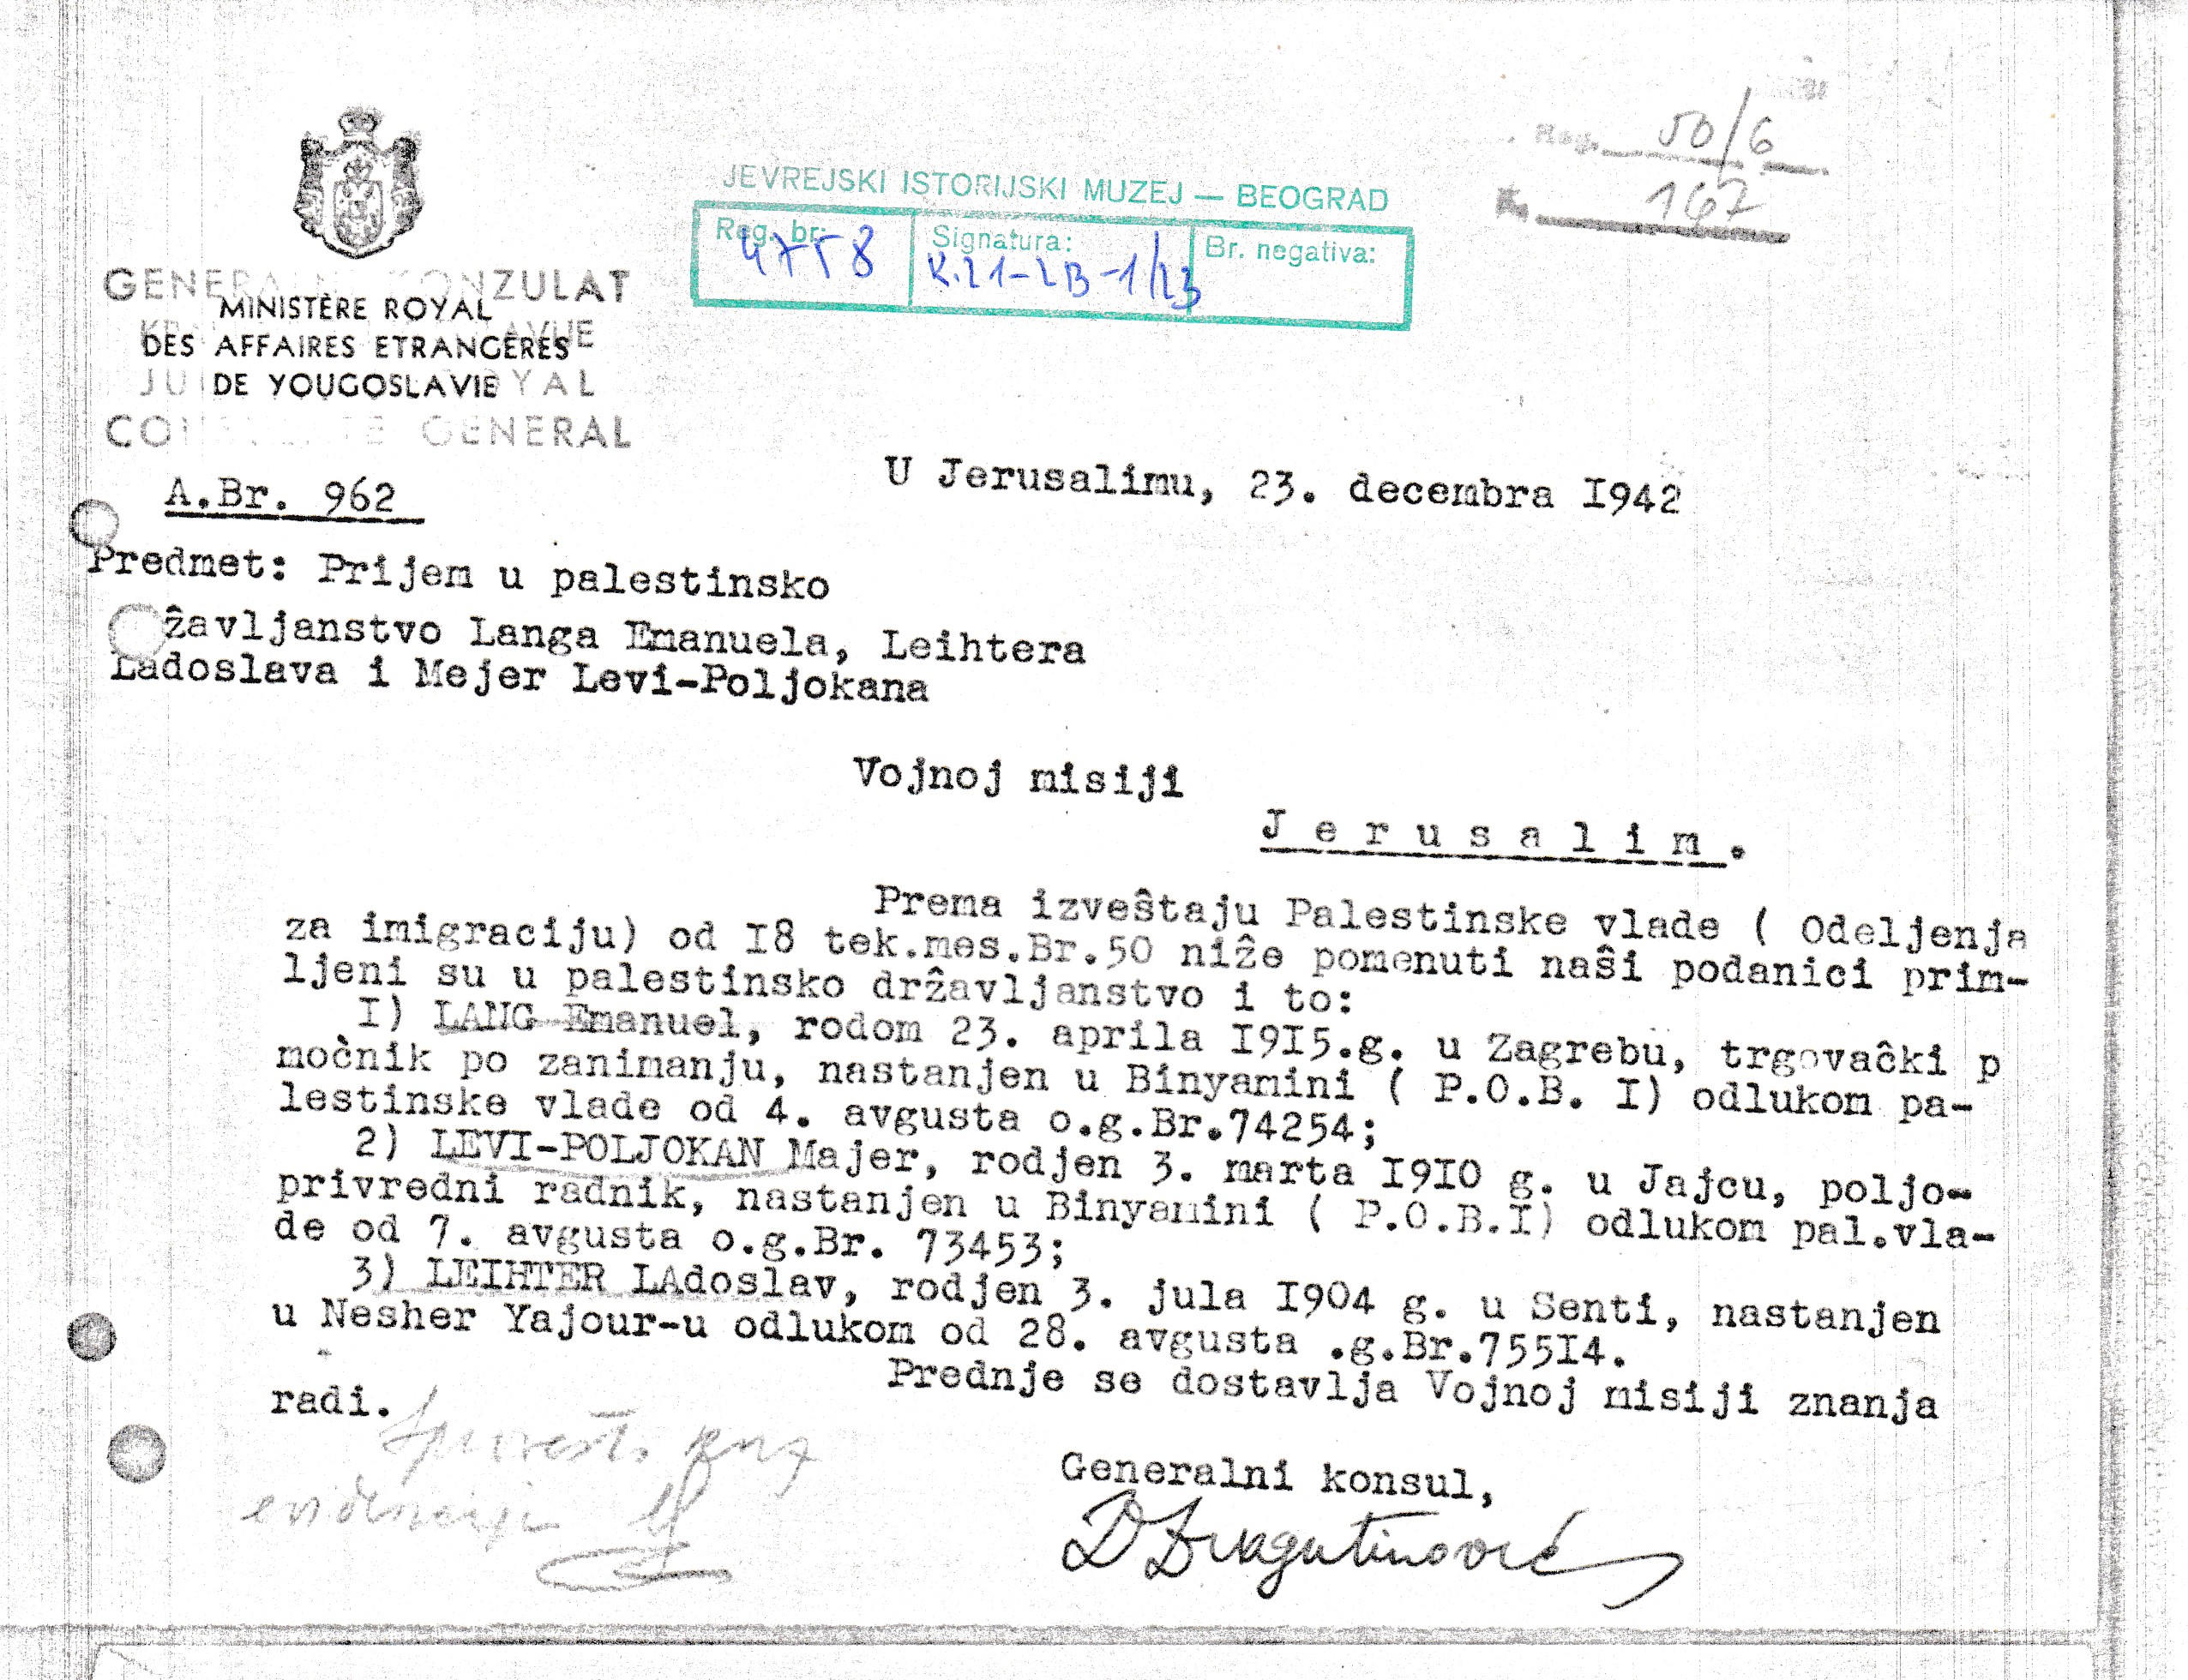 50/6
167
JEVREJSKI ISTORIJSKI MUZEJ — BEOGRAD
Reg. br: Signatura: Br. negativa:
4758 K.21-2B-1/23
GENERA ONZULAT
MINISTÈRE ROYAL
DES AFFAIRES ETRANGÈRES
DE YOUGOSLAVIE
GENERAL
A.Br. 962
U Jerusalimu, 23. decembra I942
Predmet: Prijem u palestinsko
žavljanstvo Langa Emanuela, Leihtera
Ladoslava i Mejer Levi-Poljokana
Vojnoj misiji
J e r u s a l i m .
Prema izveštaju Palestinske vlade ( Odeljenja
za imigraciju) od I8 tek.mes.Br.50 niže pomenuti naši podanici prim-
ljeni su u palestinsko državljanstvo i to:
I) LANG Emanuel, rodom 23. aprila I9I5.g. u Zagrebu, trgovački p
moćnik po zanimanju, nastanjen u Binyamini ( P.O.B. I) odlukom pa-
lestinske vlade od 4. avgusta o.g.Br.74254;
2) LEVI-POLJOKAN Majer, rodjen 3. marta I9IO g. u Jajcu, poljo-
privredni radnik, nastanjen u Binyamini ( P.O.B.I) odlukom pal.vla-
de od 7. avgusta o.g.Br. 73453;
3) LEIHTER LAdoslav, rodjen 3. jula I904 g. u Senti, nastanjen
u Nesher Yajour-u odlukom od 28. avgusta .g.Br.755I4.
Prednje se dostavlja Vojnoj misiji znanja
radi.
Generalni konsul,
D Dragutinović